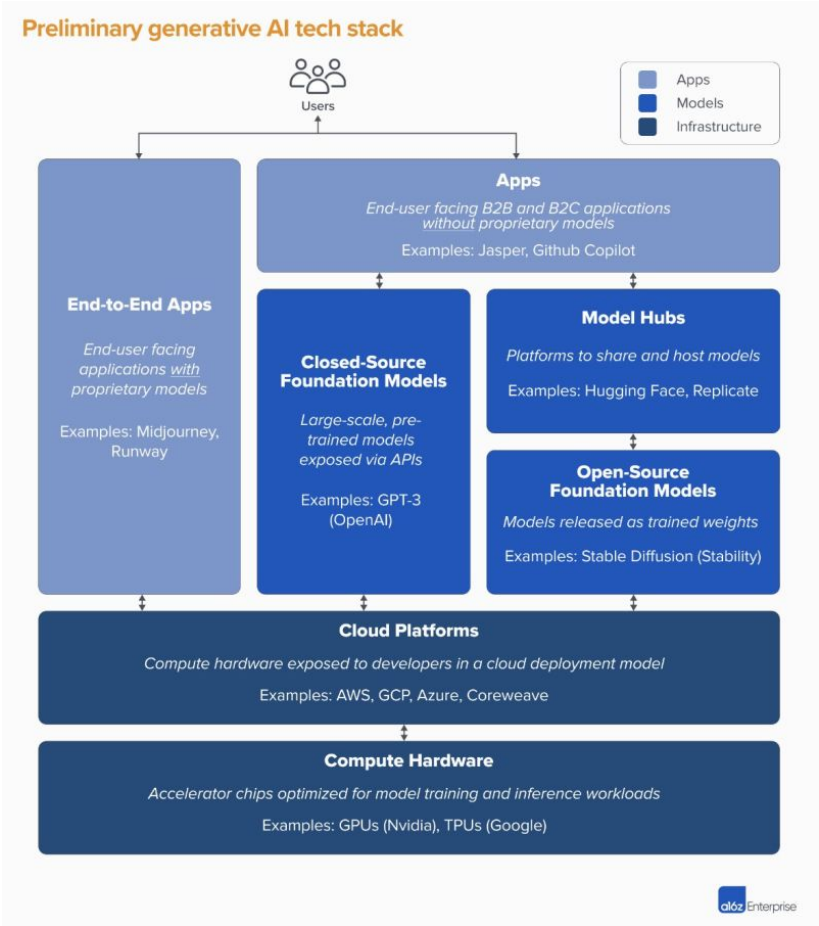 Preliminary generative AI tech stack
Users
Apps
Models
Infrastructure
Apps
End-user facing B2B and B2C applications
without proprietary models
Examples: Jasper, Github Copilot
End-to-End Apps
End-user facing
applications with
proprietary models
Examples: Midjourney,
Runway
Closed-Source
Foundation Models
Large-scale, pre-
trained models
exposed via APIs
Examples: GPT-3
(OpenAI)
Model Hubs
Platforms to share and host models
Examples: Hugging Face, Replicate
Open-Source
Foundation Models
Models released as trained weights
Examples: Stable Diffusion (Stability)
Cloud Platforms
Compute hardware exposed to developers in a cloud deployment model
Examples: AWS, GCP, Azure, Coreweave
Compute Hardware
Accelerator chips optimized for model training and inference workloads
Examples: GPUs (Nvidia), TPUs (Google)
a16z Enterprise